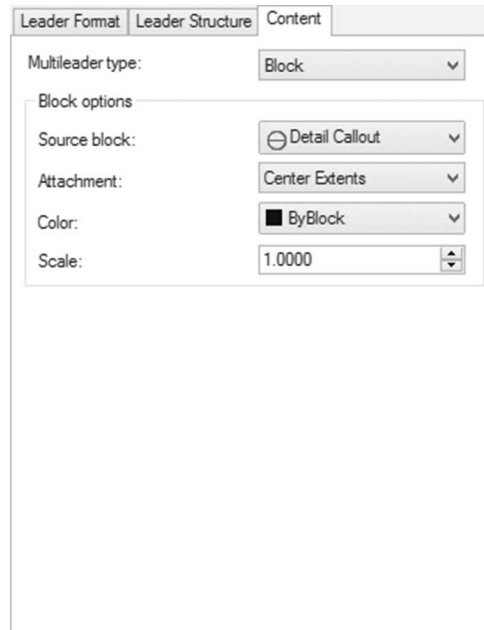 Leader Format Leader Structure Content
Multileader type: Block
Block options
Source block: Detail Callout
Attachment: Center Extents
Color: ByBlock
Scale: 1.0000